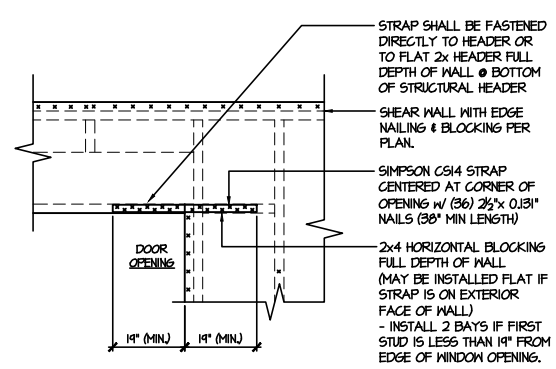 STRAP SHALL BE FASTENED
DIRECTLY TO HEADER OR
TO FLAT 2x HEADER FULL
DEPTH OF WALL @ BOTTOM
OF STRUCTURAL HEADER
SHEAR WALL WITH EDGE
NAILING & BLOCKING PER
PLAN.
SIMPSON CS14 STRAP
CENTERED AT CORNER OF
OPENING W/ (36) 2½"x 0.131"
NAILS (38" MIN LENGTH)
2x4 HORIZONTAL BLOCKING
FULL DEPTH OF WALL
(MAY BE INSTALLED FLAT IF
STRAP IS ON EXTERIOR
FACE OF WALL)
- INSTALL 2 BAYS IF FIRST
STUD IS LESS THAN 19" FROM
EDGE OF WINDOW OPENING.
DOOR
OPENING
19" (MIN.)
19" (MIN.)